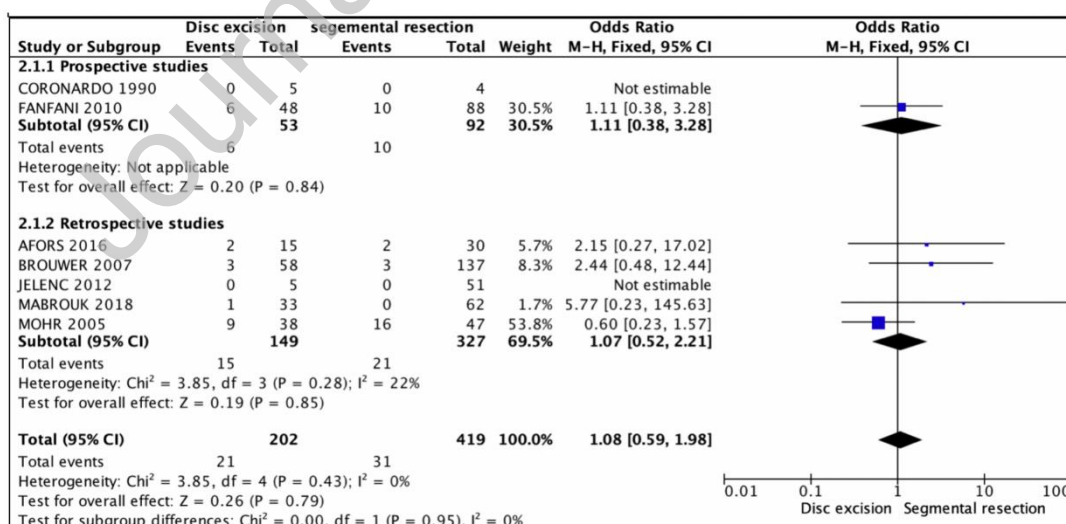 Disc excision segemental resection Odds Ratio Odds Ratio
Study or Subgroup Events Total Events Total Weight M-H, Fixed, 95% CI M-H, Fixed, 95% CI
2.1.1 Prospective studies
CORONARDO 1990 0 5 0 4 Not estimable
FANFANI 2010 6 48 10 88 30.5% 1.11 [0.38, 3.28]
Subtotal (95% CI) 53 92 30.5% 1.11 [0.38, 3.28]
Total events 6 10
Heterogeneity: Not applicable
Test for overall effect: Z = 0.20 (P = 0.84)
2.1.2 Retrospective studies
AFORS 2016 2 15 2 30 5.7% 2.15 [0.27, 17.02]
BROUWER 2007 3 58 3 137 8.3% 2.44 [0.48, 12.44]
JELENC 2012 0 5 0 51 Not estimable
MABROUK 2018 1 33 0 62 1.7% 5.77 [0.23, 145.63]
MOHR 2005 9 38 16 47 53.8% 0.60 [0.23, 1.57]
Subtotal (95% CI) 149 327 69.5% 1.07 [0.52, 2.21]
Total events 15 21
Heterogeneity: Chi² = 3.85, df = 3 (P = 0.28); I² = 22%
Test for overall effect: Z = 0.19 (P = 0.85)
Total (95% CI) 202 419 100.0% 1.08 [0.59, 1.98]
Total events 21 31
Heterogeneity: Chi² = 3.85, df = 4 (P = 0.43); I² = 0%
Test for overall effect: Z = 0.26 (P = 0.79)
Test for subgroup differences: Chi² = 0.00, df = 1 (P = 0.95), I² = 0%
0.01 0.1 1 10 100
Disc excision Segmental resection
Journ